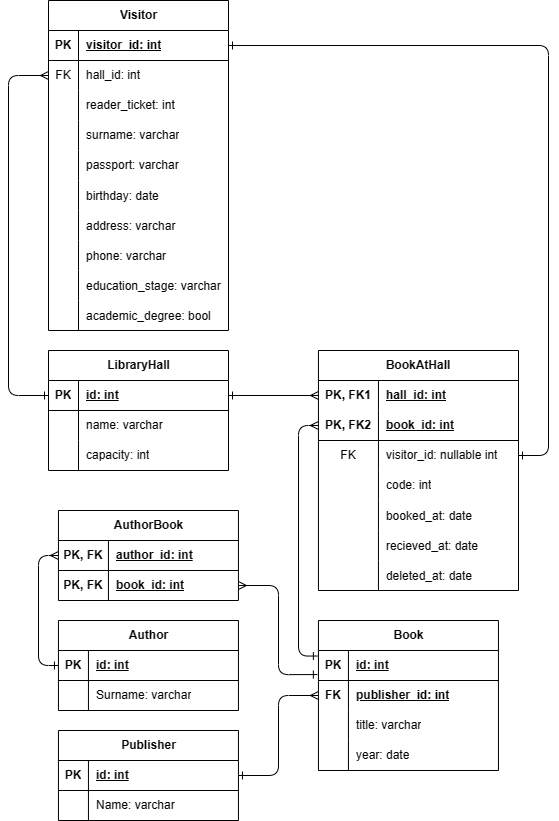 Visitor
PK visitor_id: int
FK hall_id: int
reader_ticket: int
surname: varchar
passport: varchar
birthday: date
address: varchar
phone: varchar
education_stage: varchar
academic_degree: bool
LibraryHall
PK id: int
name: varchar
capacity: int
BookAtHall
PK, FK1 hall_id: int
PK, FK2 book_id: int
FK visitor_id: nullable int
code: int
booked_at: date
recieved_at: date
deleted_at: date
AuthorBook
PK, FK author_id: int
PK, FK book_id: int
Author
PK id: int
Surname: varchar
Book
PK id: int
FK publisher_id: int
title: varchar
year: date
Publisher
PK id: int
Name: varchar